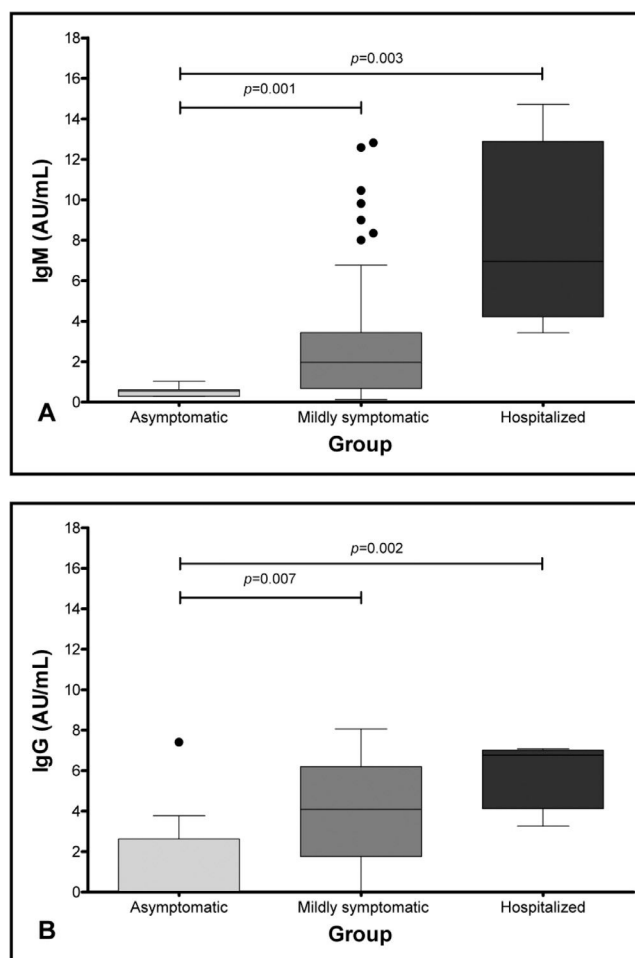 18
16
14
12
10
8
6
4
2
0
IgM (AU/mL)
p=0.003
p=0.001
A
Asymptomatic
Mildly symptomatic
Hospitalized
Group
18
16
14
12
10
8
6
4
2
0
IgG (AU/mL)
p=0.002
p=0.007
B
Asymptomatic
Mildly symptomatic
Hospitalized
Group